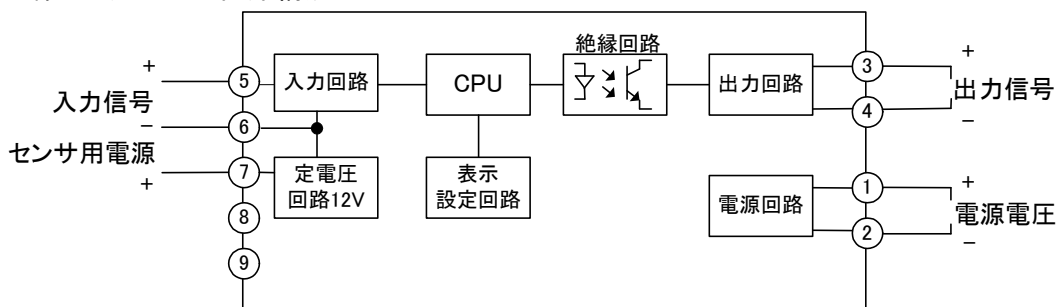 絶縁回路
+
⑤
入力回路
CPU
出力回路
③
+
入力信号
出力信号
−
⑥
④
−
センサ用電源
+
⑦
定電圧
回路12V
表示
設定回路
電源回路
①
+
⑧
電源電圧
②
−
⑨